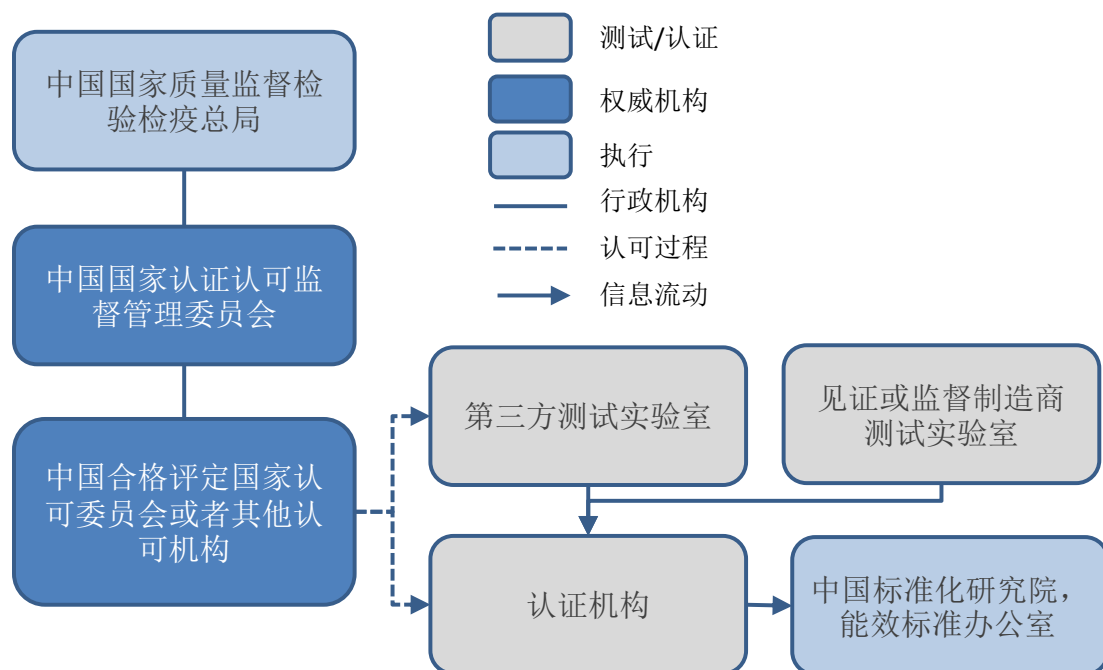 中国国家质量监督检
验检疫总局
测试/认证
权威机构
执行
行政机构
认可过程
信息流动
中国国家认证认可监
督管理委员会
中国合格评定国家认
可委员会或者其他认
可机构
第三方测试实验室
见证或监督制造商
测试实验室
认证机构
中国标准化研究院，
能效标准办公室